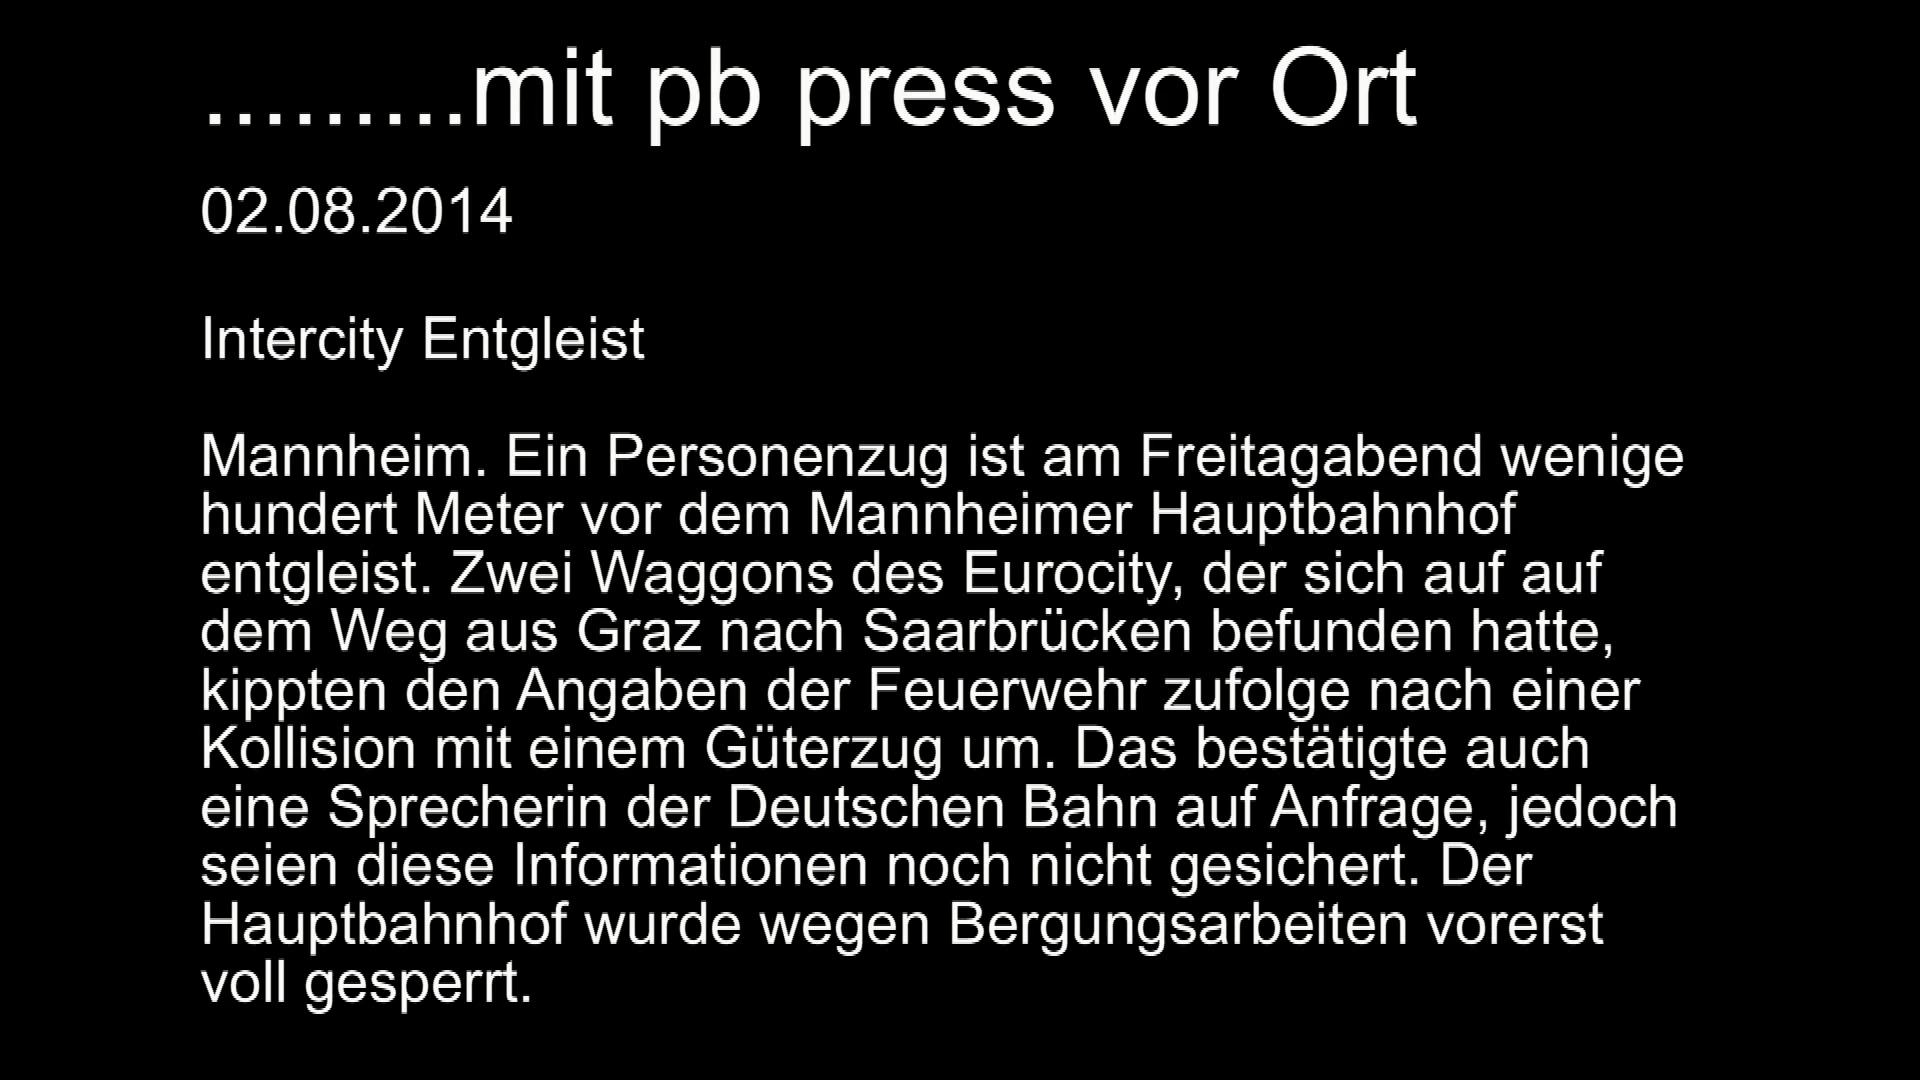 .........mit pb press vor Ort
02.08.2014
Intercity Entgleist
Mannheim. Ein Personenzug ist am Freitagabend wenige
hundert Meter vor dem Mannheimer Hauptbahnhof
entgleist. Zwei Waggons des Eurocity, der sich auf auf
dem Weg aus Graz nach Saarbrücken befunden hatte,
kippten den Angaben der Feuerwehr zufolge nach einer
Kollision mit einem Güterzug um. Das bestätigte auch
eine Sprecherin der Deutschen Bahn auf Anfrage, jedoch
seien diese Informationen noch nicht gesichert. Der
Hauptbahnhof wurde wegen Bergungsarbeiten vorerst
voll gesperrt.